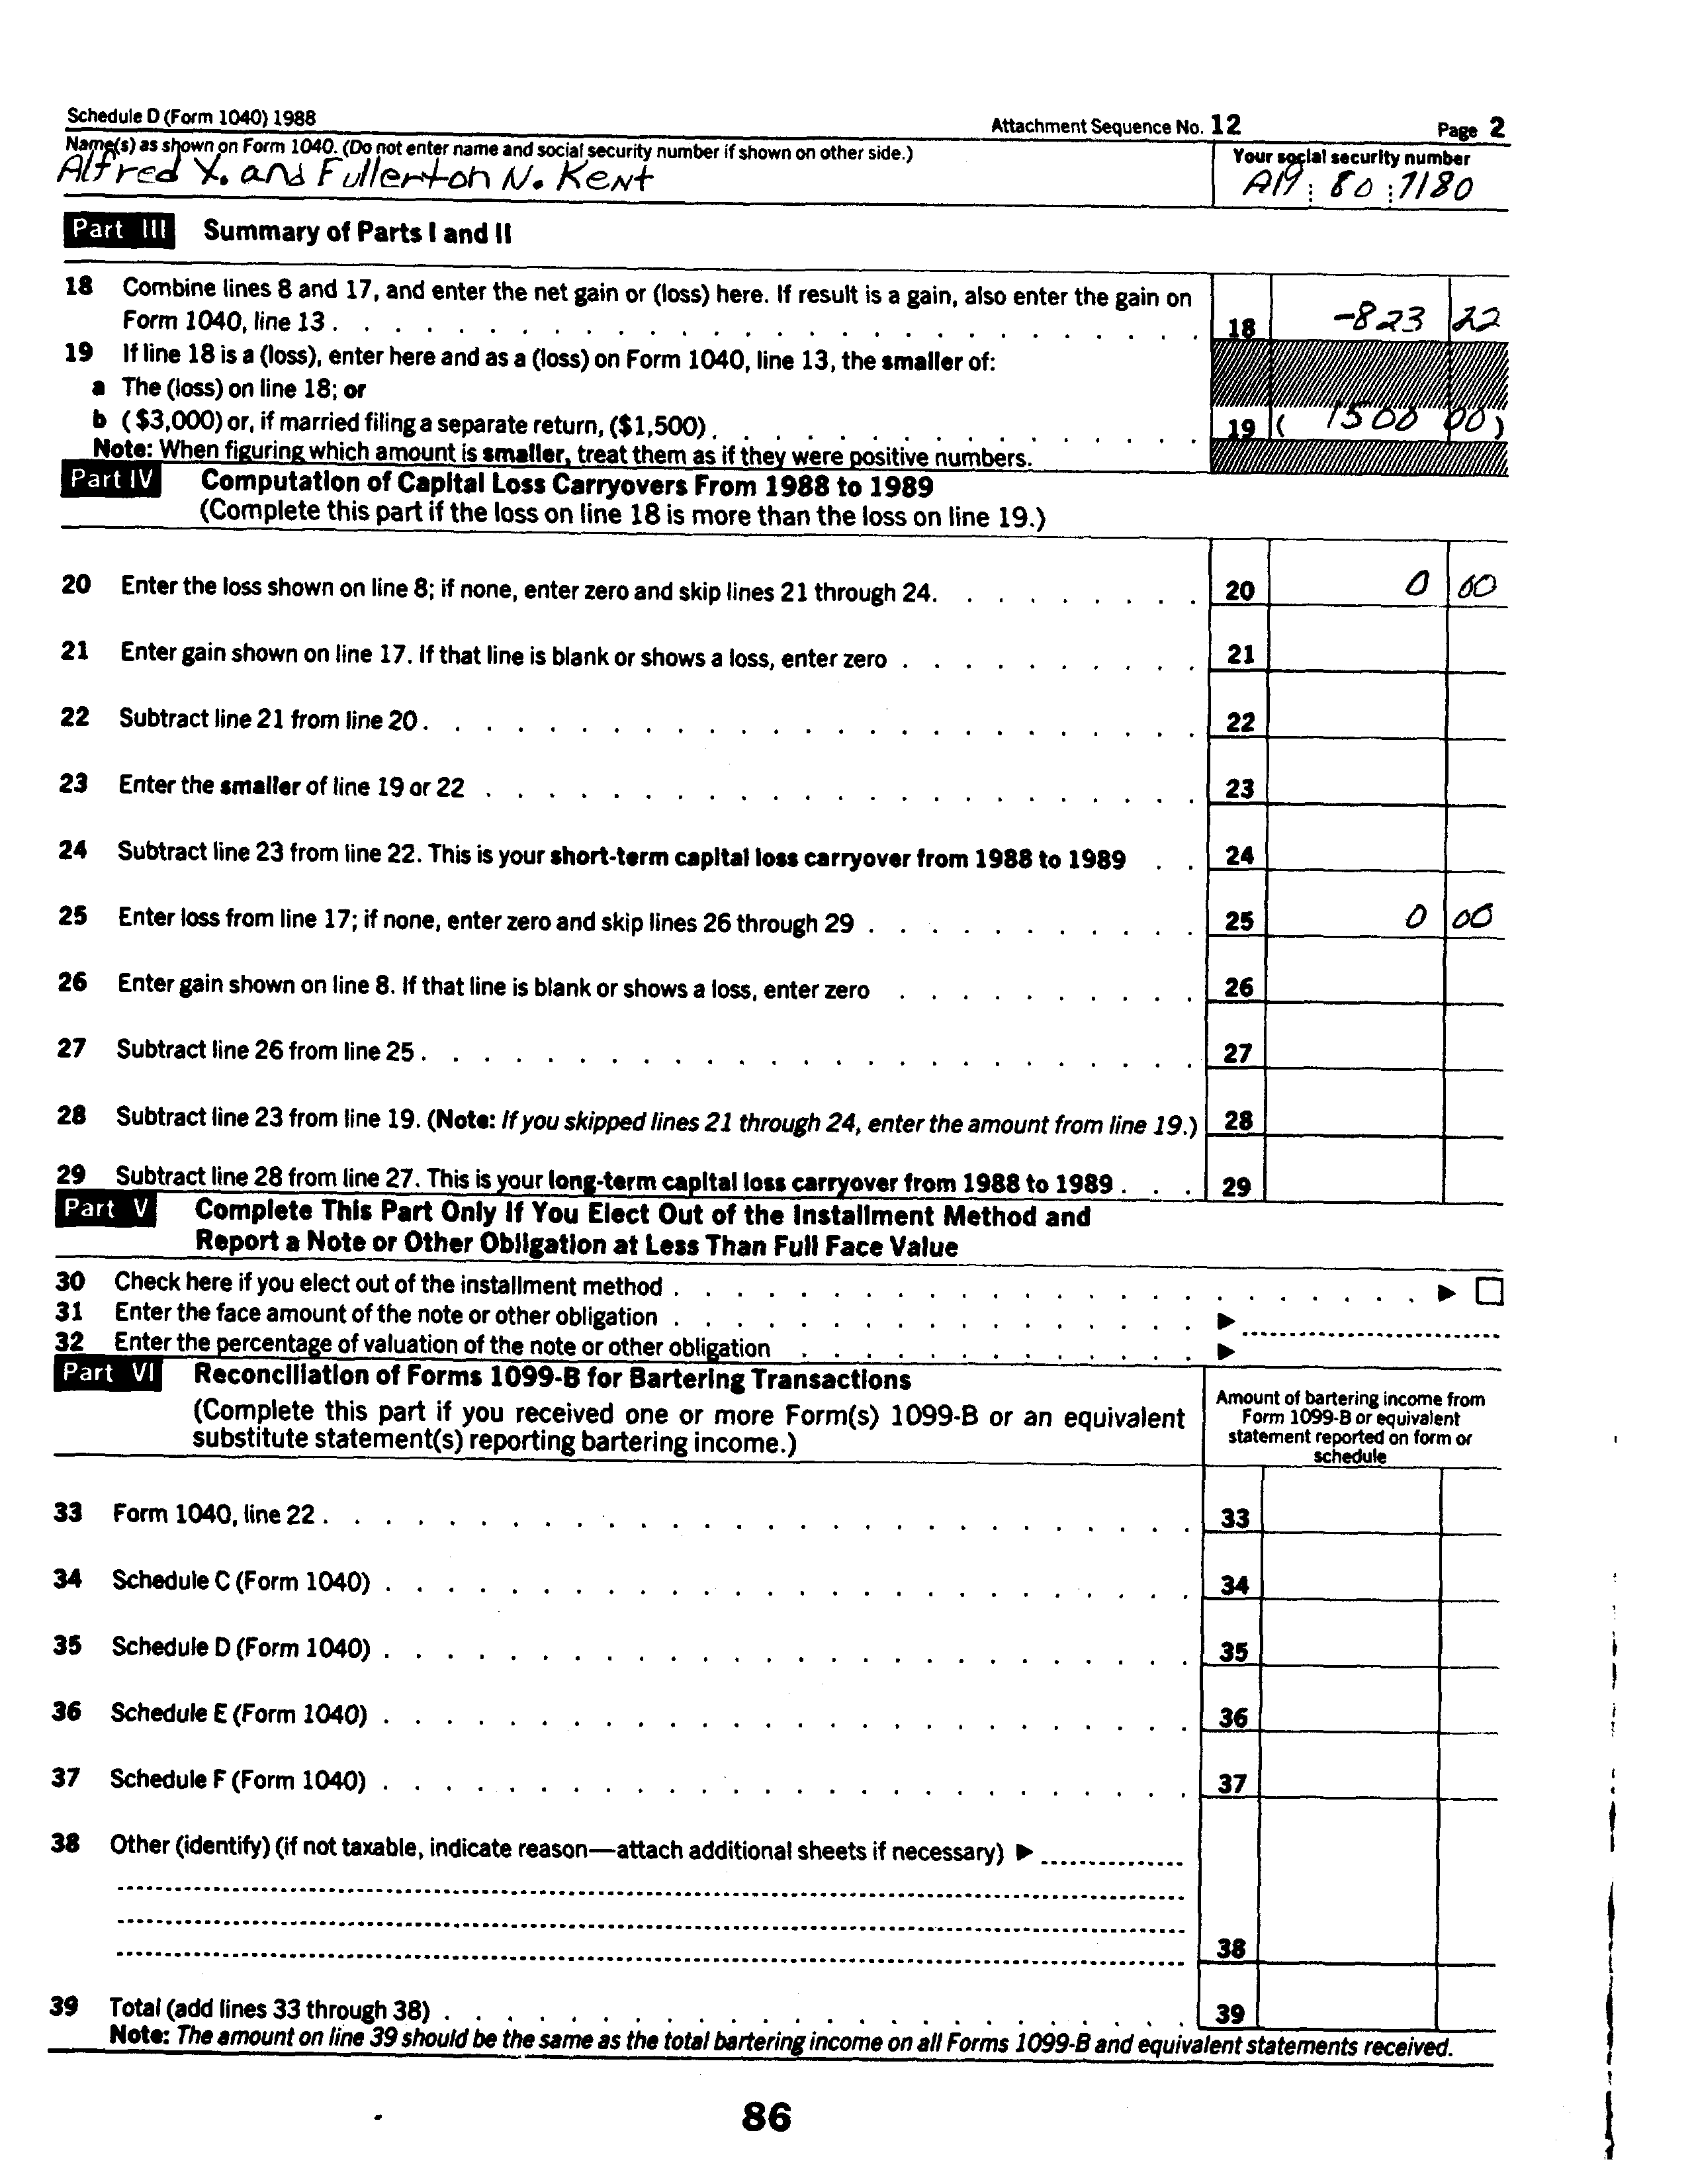 Schedule D (Form 1040) 1988 Attachment Sequence No. 12 Page 2
Name(s) as shown on Form 1040. (Do not enter name and social security number if shown on other side.) Your social security number
Alfred Y. and Fullerton N. Kent A19 80 7180
Part III Summary of Parts I and II
18 Combine lines 8 and 17, and enter the net gain or (loss) here. If result is a gain, also enter the gain on
Form 1040, line 13 . 18 -823 22
19 If line 18 is a (loss), enter here and as a (loss) on Form 1040, line 13, the smaller of:
a The (loss) on line 18; or
b ($3,000) or, if married filing a separate return, ($1,500) . 19 ( 1500 00 )
Note: When figuring which amount is smaller, treat them as if they were positive numbers.
Part IV Computation of Capital Loss Carryovers From 1988 to 1989
(Complete this part if the loss on line 18 is more than the loss on line 19.)
20 Enter the loss shown on line 8; if none, enter zero and skip lines 21 through 24. 20 0 00
21 Enter gain shown on line 17. If that line is blank or shows a loss, enter zero . 21
22 Subtract line 21 from line 20 . 22
23 Enter the smaller of line 19 or 22 . 23
24 Subtract line 23 from line 22. This is your short-term capital loss carryover from 1988 to 1989 . 24
25 Enter loss from line 17; if none, enter zero and skip lines 26 through 29 . 25 0 00
26 Enter gain shown on line 8. If that line is blank or shows a loss, enter zero . 26
27 Subtract line 26 from line 25 . 27
28 Subtract line 23 from line 19. (Note: If you skipped lines 21 through 24, enter the amount from line 19.) 28
29 Subtract line 28 from line 27. This is your long-term capital loss carryover from 1988 to 1989 . 29
Part V Complete This Part Only If You Elect Out of the Installment Method and
Report a Note or Other Obligation at Less Than Full Face Value
30 Check here if you elect out of the installment method . ▶ ☐
31 Enter the face amount of the note or other obligation . ▶
32 Enter the percentage of valuation of the note or other obligation . ▶
Part VI Reconciliation of Forms 1099-B for Bartering Transactions
(Complete this part if you received one or more Form(s) 1099-B or an equivalent
substitute statement(s) reporting bartering income.)
Amount of bartering income from
Form 1099-B or equivalent
statement reported on form or
schedule
33 Form 1040, line 22 . 33
34 Schedule C (Form 1040) . 34
35 Schedule D (Form 1040) . 35
36 Schedule E (Form 1040) . 36
37 Schedule F (Form 1040) . 37
38 Other (identify) (if not taxable, indicate reason—attach additional sheets if necessary) ▶
38
39 Total (add lines 33 through 38) . 39
Note: The amount on line 39 should be the same as the total bartering income on all Forms 1099-B and equivalent statements received.
86